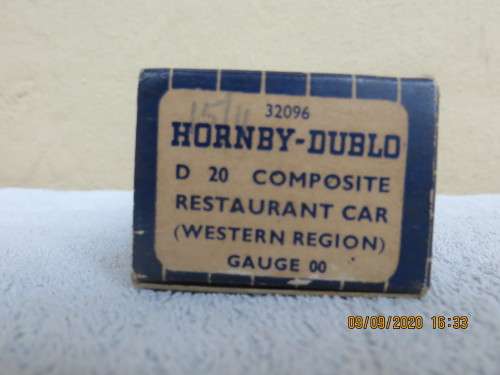 15/11
32096
HORNBY-DUBLO
D 20 COMPOSITE
RESTAURANT CAR
(WESTERN REGION)
GAUGE 00
09/09/2020 16:33